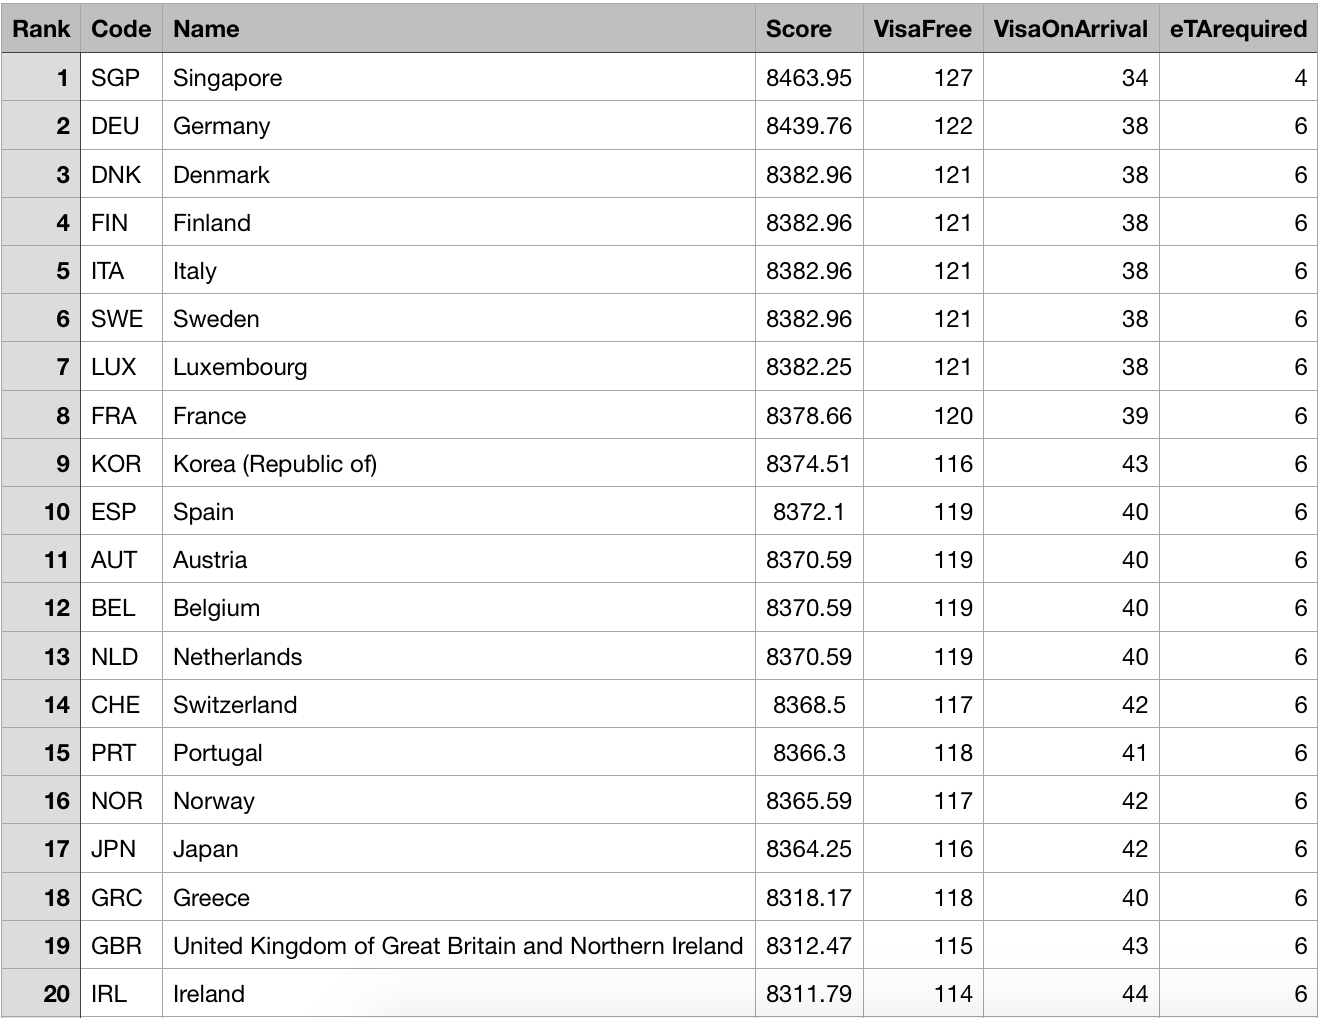 Rank Code Name Score VisaFree VisaOnArrival eTArequired
1 SGP Singapore 8463.95 127 34 4
2 DEU Germany 8439.76 122 38 6
3 DNK Denmark 8382.96 121 38 6
4 FIN Finland 8382.96 121 38 6
5 ITA Italy 8382.96 121 38 6
6 SWE Sweden 8382.96 121 38 6
7 LUX Luxembourg 8382.25 121 38 6
8 FRA France 8378.66 120 39 6
9 KOR Korea (Republic of) 8374.51 116 43 6
10 ESP Spain 8372.1 119 40 6
11 AUT Austria 8370.59 119 40 6
12 BEL Belgium 8370.59 119 40 6
13 NLD Netherlands 8370.59 119 40 6
14 CHE Switzerland 8368.5 117 42 6
15 PRT Portugal 8366.3 118 41 6
16 NOR Norway 8365.59 117 42 6
17 JPN Japan 8364.25 116 42 6
18 GRC Greece 8318.17 118 40 6
19 GBR United Kingdom of Great Britain and Northern Ireland 8312.47 115 43 6
20 IRL Ireland 8311.79 114 44 6